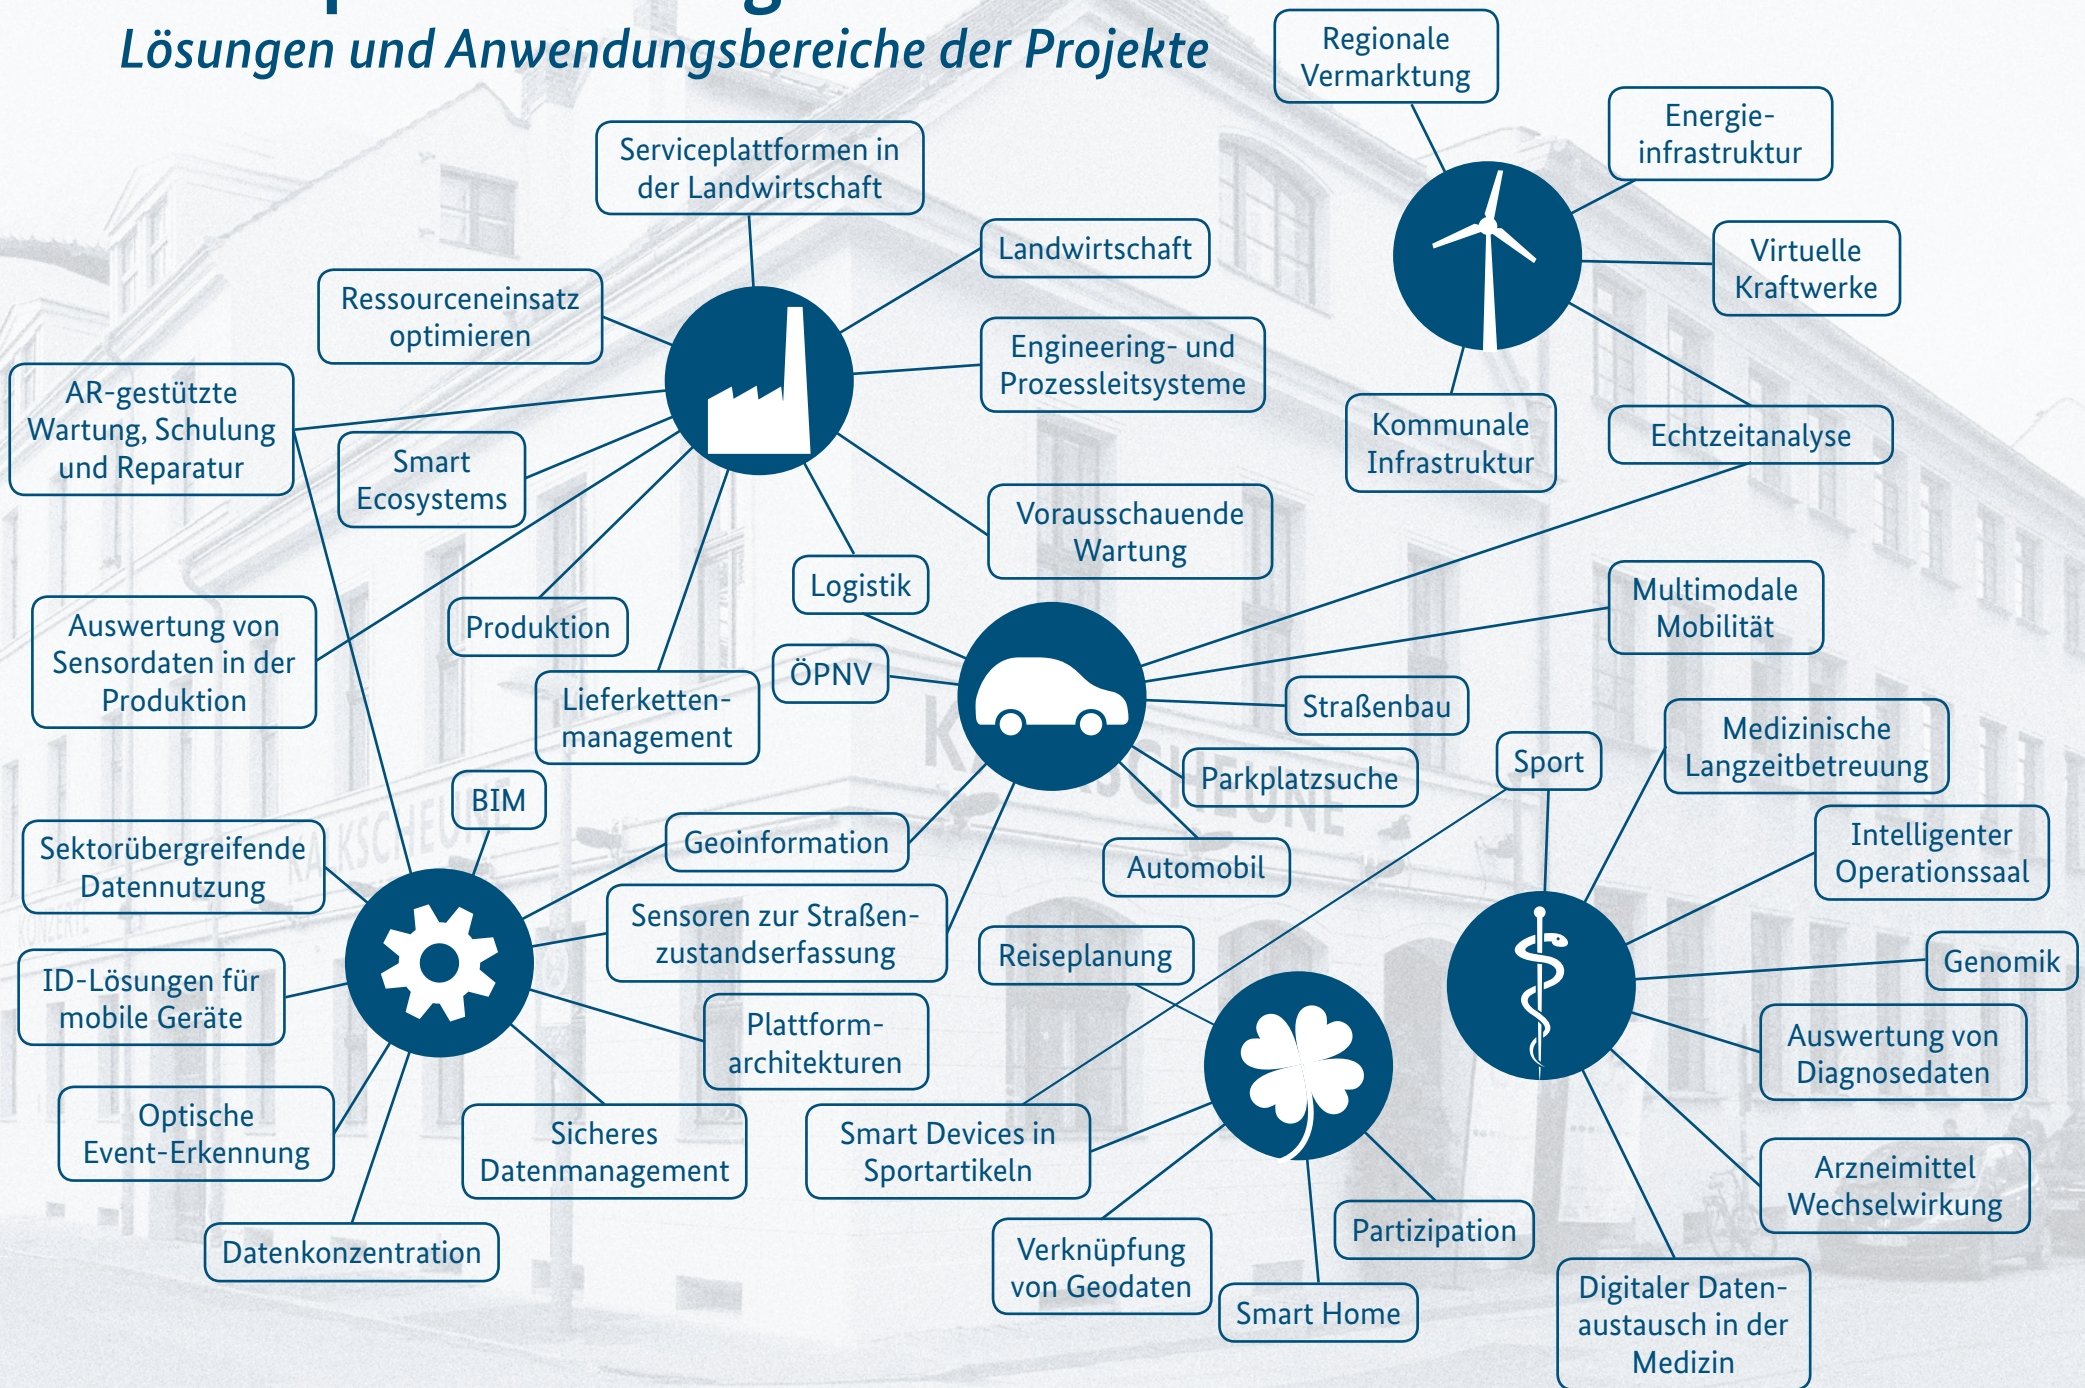 Lösungen und Anwendungsbereiche der Projekte
Regionale
Vermarktung
Energie-
infrastruktur
Serviceplattformen in
der Landwirtschaft
Landwirtschaft
Virtuelle
Kraftwerke
Ressourceneinsatz
optimieren
Engineering- und
Prozessleitsysteme
AR-gestützte
Wartung, Schulung
und Reparatur
Smart
Ecosystems
Kommunale
Infrastruktur
Echtzeitanalyse
Vorausschauende
Wartung
Logistik
Multimodale
Mobilität
Auswertung von
Sensordaten in der
Produktion
Produktion
ÖPNV
Lieferketten-
management
Straßenbau
Medizinische
Langzeitbetreuung
Sport
Parkplatzsuche
BIM
Geoinformation
Automobil
Sektorübergreifende
Datennutzung
Intelligenter
Operationssaal
Sensoren zur Straßen-
zustandserfassung
Reiseplanung
Genomik
ID-Lösungen für
mobile Geräte
Plattform-
architekturen
Auswertung von
Diagnosedaten
Optische
Event-Erkennung
Sicheres
Datenmanagement
Smart Devices in
Sportartikeln
Arzneimittel
Wechselwirkung
Partizipation
Datenkonzentration
Verknüpfung
von Geodaten
Smart Home
Digitaler Daten-
austausch in der
Medizin
KALKSCHEUNE
KONZERTE